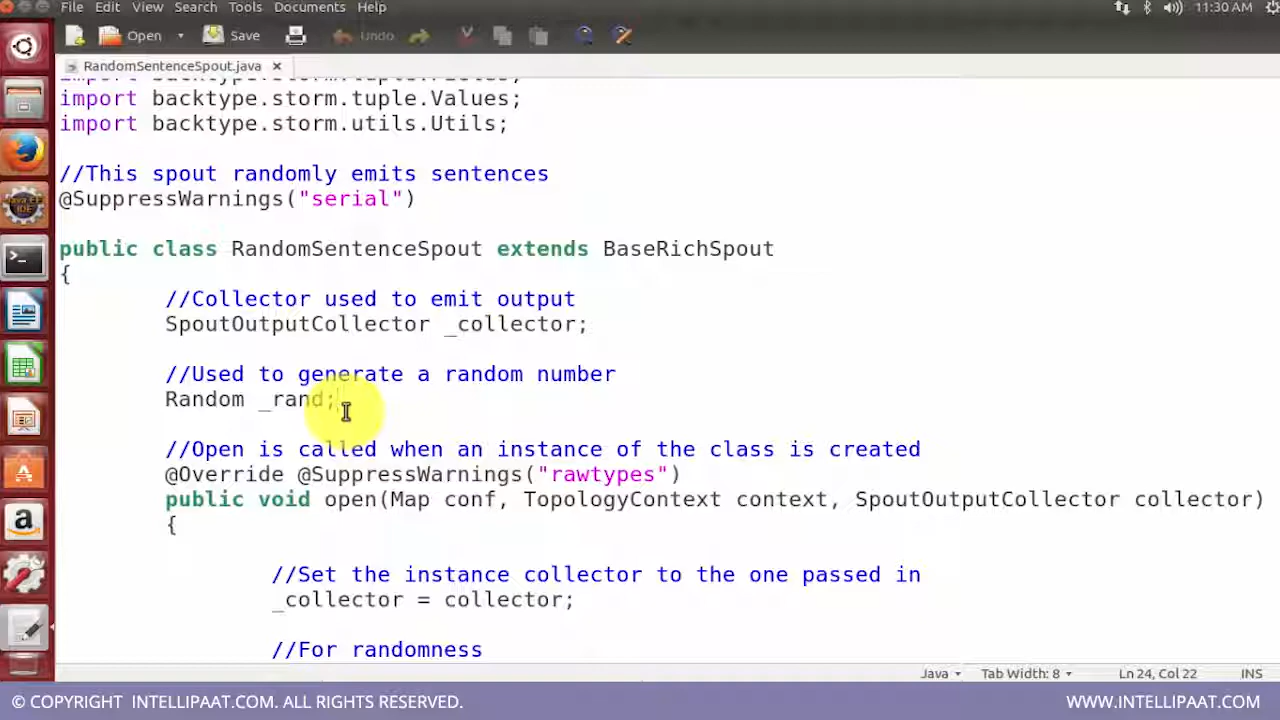 File Edit View Search Tools Documents Help
11:30 AM
Open Save Undo
RandomSentenceSpout.java ×
import backtype.storm.tuple.Fields;
import backtype.storm.tuple.Values;
import backtype.storm.utils.Utils;
//This spout randomly emits sentences
@SuppressWarnings("serial")
public class RandomSentenceSpout extends BaseRichSpout
{
//Collector used to emit output
SpoutOutputCollector _collector;
//Used to generate a random number
Random _rand;
//Open is called when an instance of the class is created
@Override @SuppressWarnings("rawtypes")
public void open(Map conf, TopologyContext context, SpoutOutputCollector collector)
{
//Set the instance collector to the one passed in
_collector = collector;
//For randomness
Java Tab Width: 8 Ln 24, Col 22 INS
© COPYRIGHT INTELLIPAAT.COM. ALL RIGHTS RESERVED. WWW.INTELLIPAAT.COM